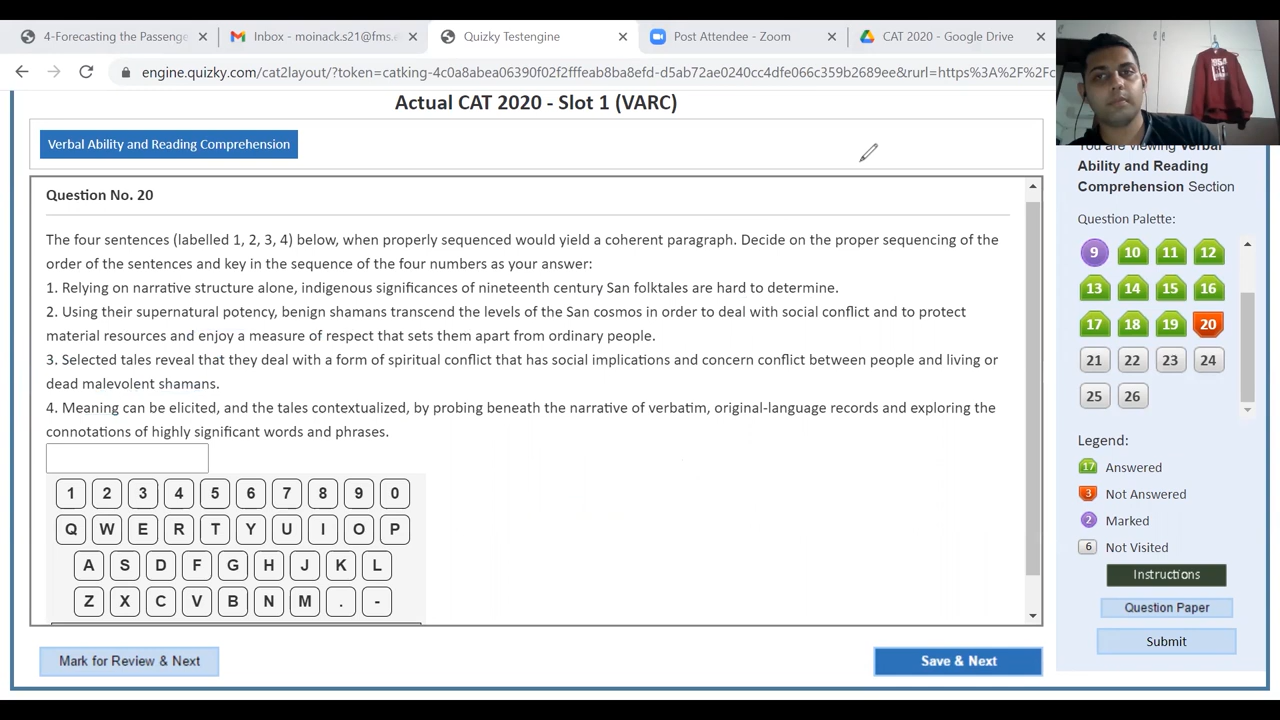 4-Forecasting the Passenge
Inbox - moinack.s21@fms.e
Quizky Testengine
Post Attendee - Zoom
CAT 2020 - Google Drive
engine.quizky.com/cat2layout/?token=catking-4c0a8abea06390f02f2fffeab8ba8efd-d5ab72ae0240cc4dfe066c359b2689ee&rurl=https%3A%2F%2Fc
Actual CAT 2020 - Slot 1 (VARC)
Verbal Ability and Reading Comprehension
Question No. 20
The four sentences (labelled 1, 2, 3, 4) below, when properly sequenced would yield a coherent paragraph. Decide on the proper sequencing of the
order of the sentences and key in the sequence of the four numbers as your answer:
1. Relying on narrative structure alone, indigenous significances of nineteenth century San folktales are hard to determine.
2. Using their supernatural potency, benign shamans transcend the levels of the San cosmos in order to deal with social conflict and to protect
material resources and enjoy a measure of respect that sets them apart from ordinary people.
3. Selected tales reveal that they deal with a form of spiritual conflict that has social implications and concern conflict between people and living or
dead malevolent shamans.
4. Meaning can be elicited, and the tales contextualized, by probing beneath the narrative of verbatim, original-language records and exploring the
connotations of highly significant words and phrases.
1 2 3 4 5 6 7 8 9 0
Q W E R T Y U I O P
A S D F G H J K L
Z X C V B N M . -
Mark for Review & Next
Save & Next
You are viewing Verbal
Ability and Reading
Comprehension Section
Question Palette:
9 10 11 12
13 14 15 16
17 18 19 20
21 22 23 24
25 26
Legend:
17 Answered
3 Not Answered
2 Marked
6 Not Visited
Instructions
Question Paper
Submit